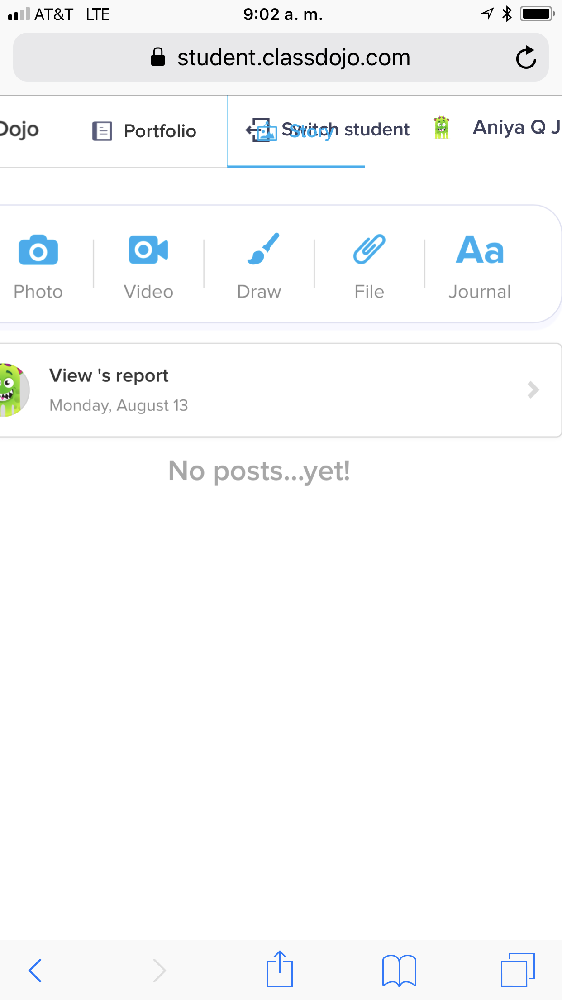 AT&T LTE 9:02 a. m.
student.classdojo.com
Dojo Portfolio Story Switch student Aniya Q J
Photo Video Draw File Aa Journal
View 's report
Monday, August 13
No posts...yet!